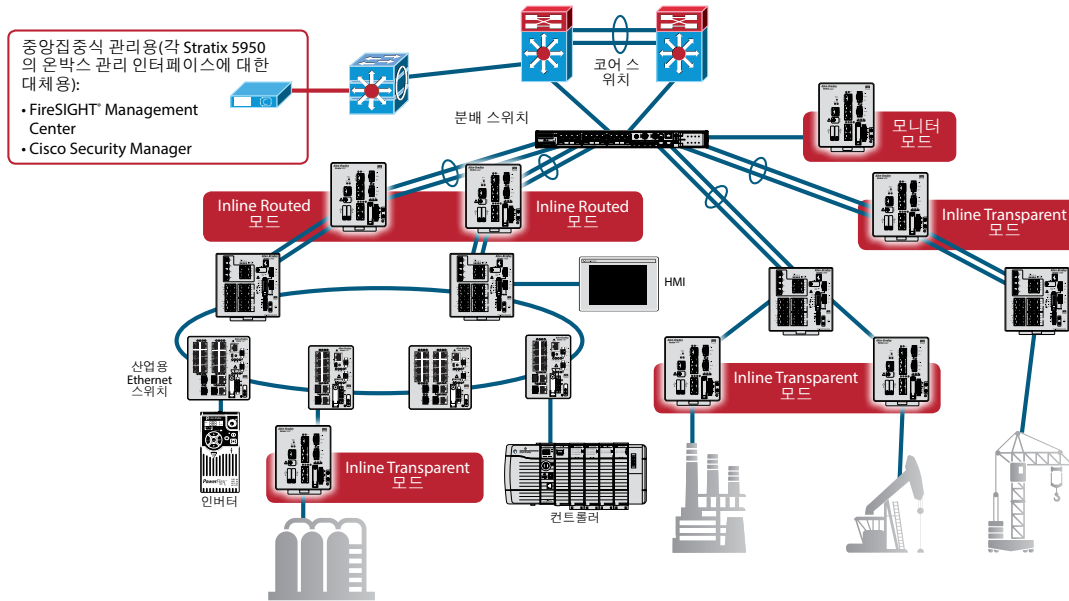 중앙집중식 관리용(각 Stratix 5950
의 온박스 관리 인터페이스에 대한
대체용):
• FireSIGHT® Management
Center
• Cisco Security Manager
코어 스
위치
분배 스위치
모니터
모드
Inline Routed
모드
Inline Routed
모드
Inline Transparent
모드
HMI
산업용
Ethernet
스위치
Inline Transparent
모드
Inline Transparent
모드
PowerFlex
인버터
컨트롤러